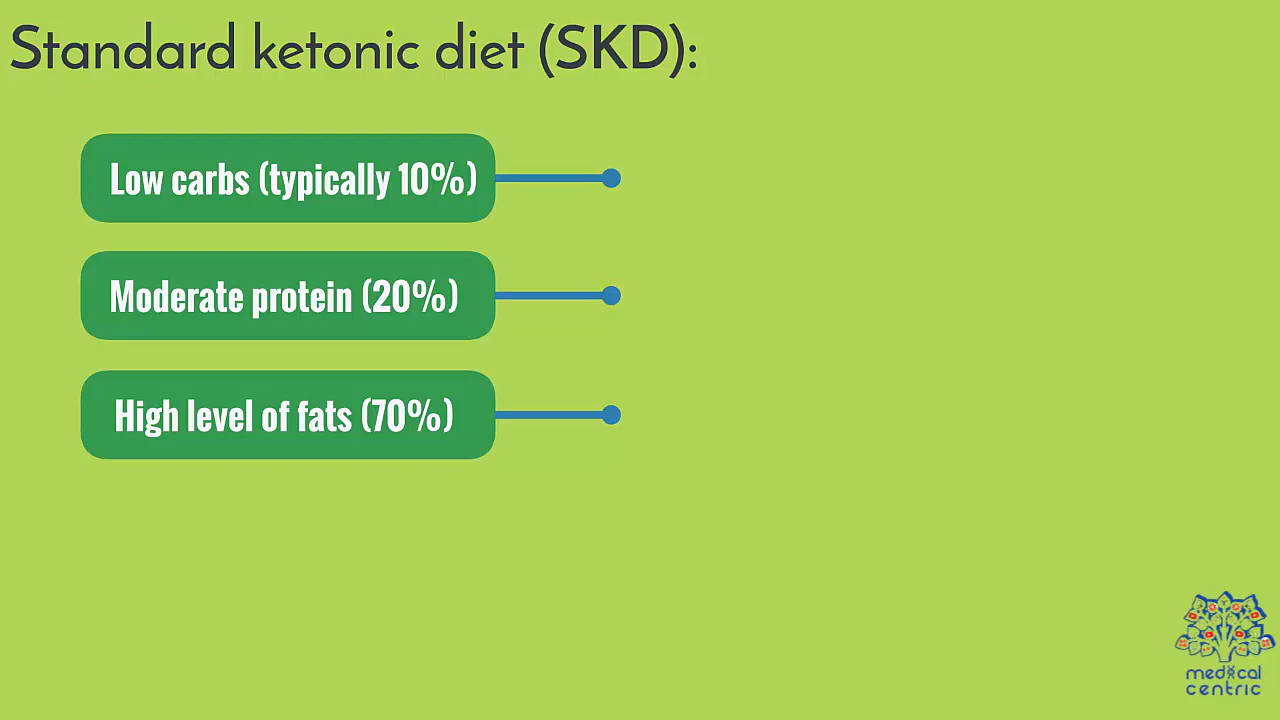 Standard ketonic diet (SKD):
Low carbs (typically 10%)
Moderate protein (20%)
High level of fats (70%)
medical
centric